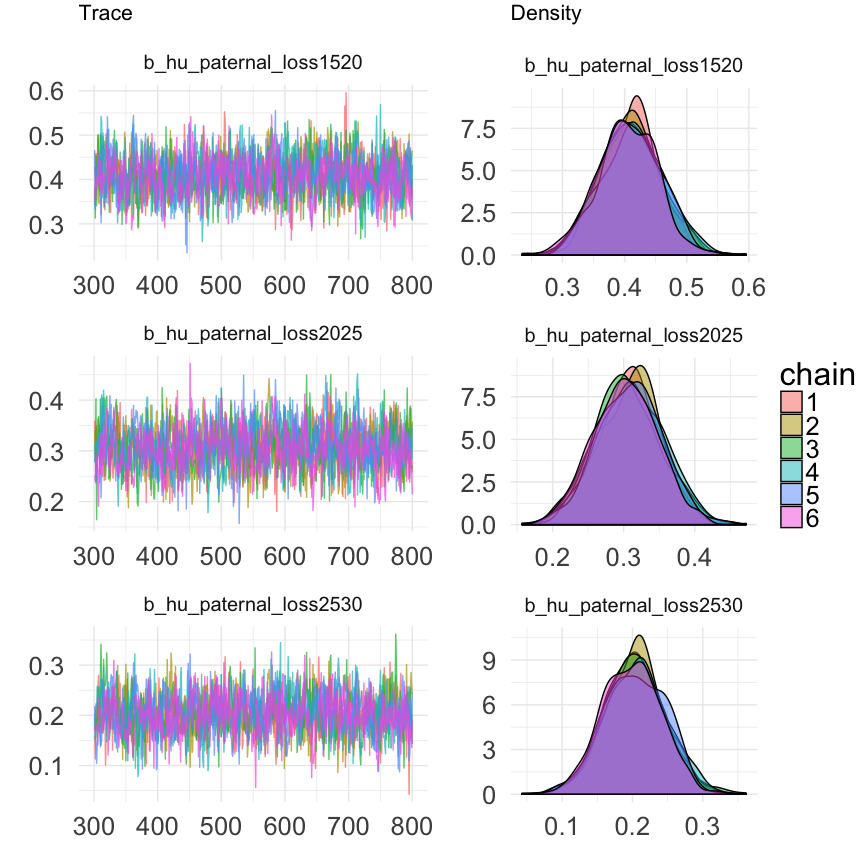 Trace
Density
b_hu_paternal_loss1520
b_hu_paternal_loss1520
0.6
0.5
0.4
0.3
300 400 500 600 700 800
7.5
5.0
2.5
0.0
0.3 0.4 0.5 0.6
b_hu_paternal_loss2025
b_hu_paternal_loss2025
0.4
0.3
0.2
300 400 500 600 700 800
7.5
5.0
2.5
0.0
0.2 0.3 0.4
chain
1
2
3
4
5
6
b_hu_paternal_loss2530
b_hu_paternal_loss2530
0.3
0.2
0.1
300 400 500 600 700 800
9
6
3
0
0.1 0.2 0.3